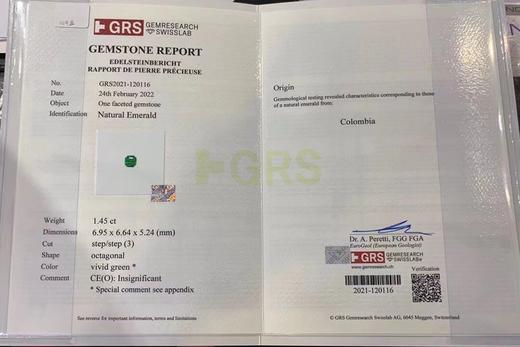 GRS GEMRESEARCH
SWISSLAB
GEMSTONE REPORT
EDELSTEINBERICHT
RAPPORT DE PIERRE PRÉCIEUSE
No. GRS2021-120116
Date 24th February 2022
Object One faceted gemstone
Identification Natural Emerald
Weight 1.45 ct
Dimensions 6.95 x 6.64 x 5.24 (mm)
Cut step/step (3)
Shape octagonal
Color vivid green *
Comment CE(O): Insignificant
* Special comment see appendix
See reverse for important information, terms and limitations
GRS
Origin
Gemmological testing revealed characteristics corresponding to those
of a natural emerald from:
Colombia
Dr. A. Peretti, FGG FGA
EuroGeol (European Geologist)
GRS GEMRESEARCH
SWISSLAB
www.gemresearch.ch
2021-120116
Verification
© GRS Gemresearch Swisslab AG, 6045 Meggen, Switzerland